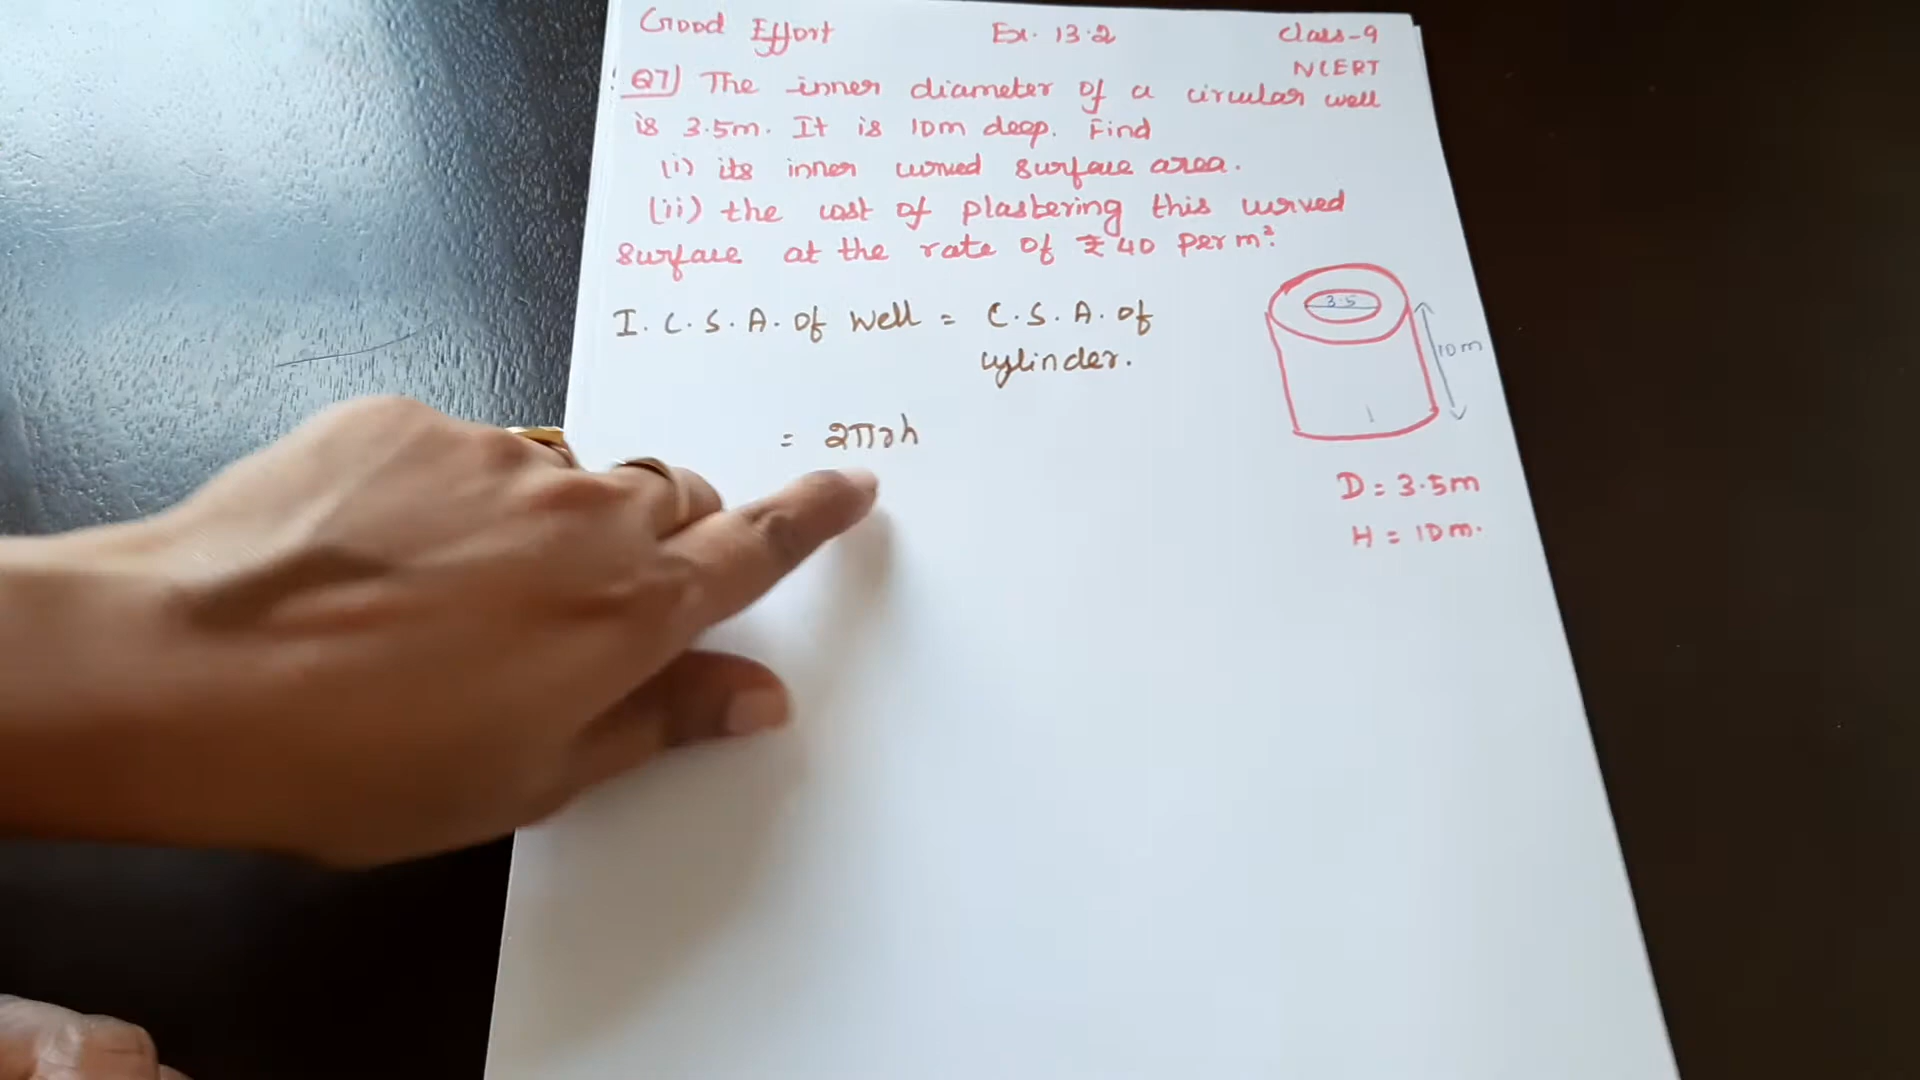 Good Effort Ex. 13.2 Class-9
NCERT
Q7) The inner diameter of a circular well
is 3.5m. It is 10m deep. Find
(i) its inner curved surface area.
(ii) the cost of plastering this curved
surface at the rate of ₹ 40 per m².
I. C. S. A. of well = C. S. A. of
cylinder.
= 2πrh
3.5
10m
D = 3.5m
H = 10m.